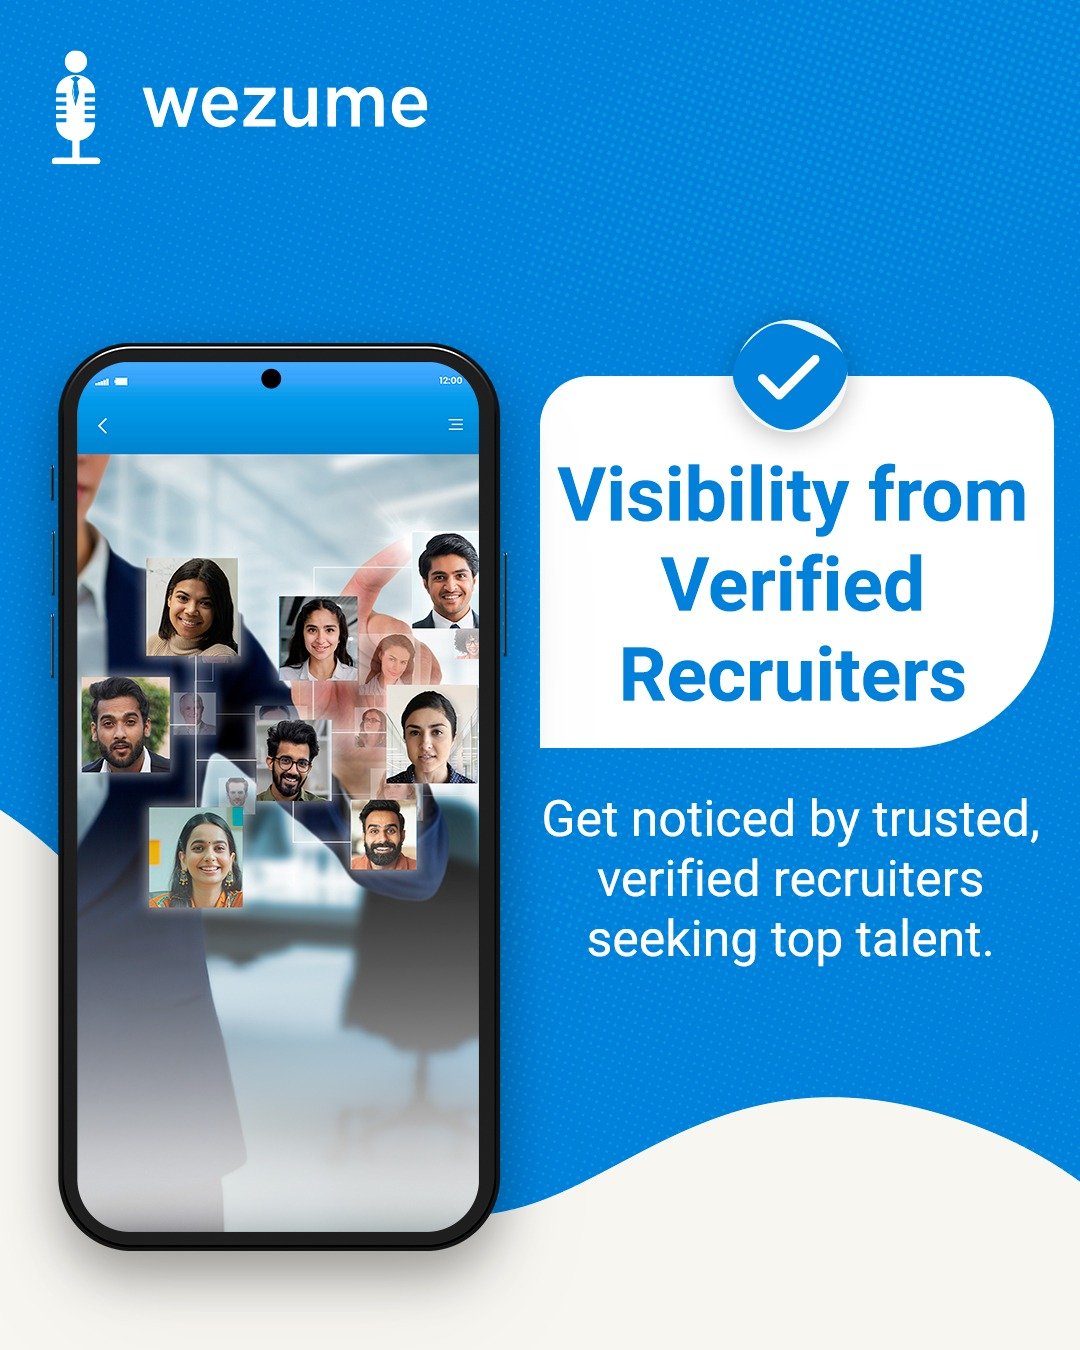 wezume
12:00
Visibility from
Verified
Recruiters
Get noticed by trusted,
verified recruiters
seeking top talent.